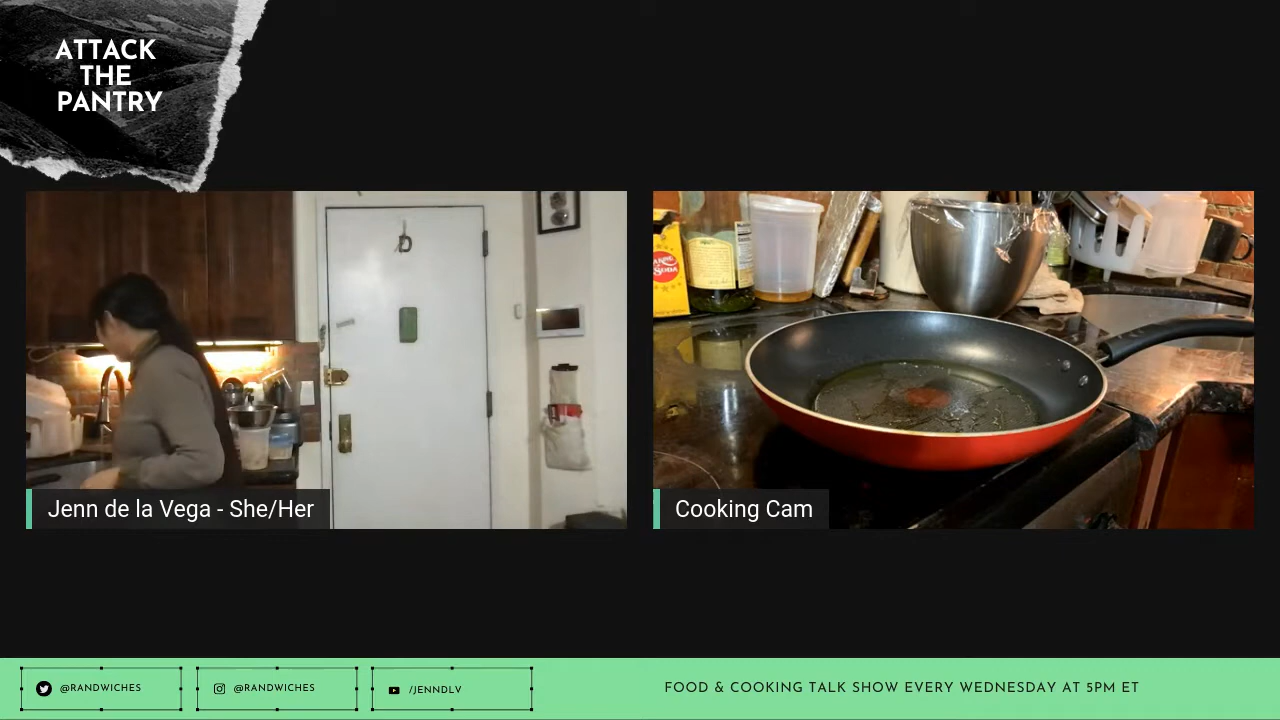 ATTACK
THE
PANTRY
Jenn de la Vega - She/Her
Cooking Cam
@RANDWICHES
@RANDWICHES
/JENNDLV
FOOD & COOKING TALK SHOW EVERY WEDNESDAY AT 5PM ET